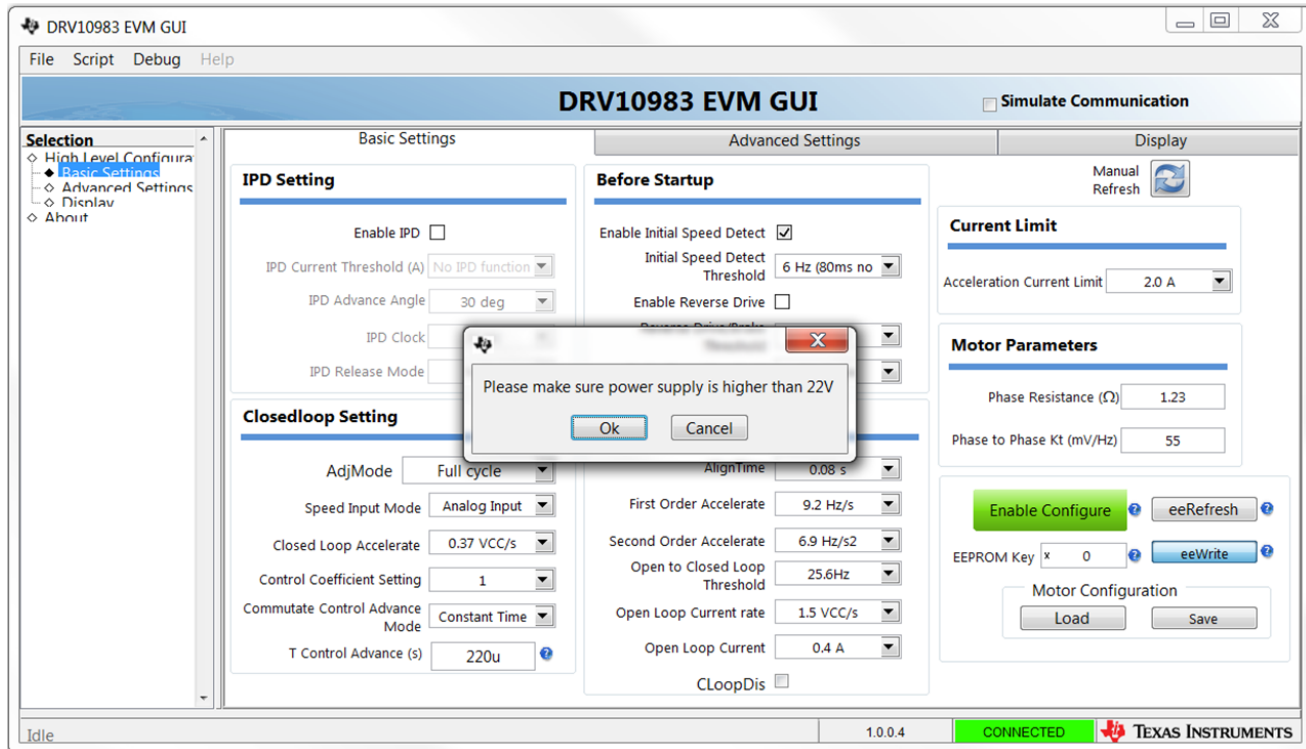 DRV10983 EVM GUI
File Script Debug Help
DRV10983 EVM GUI
Simulate Communication
Selection
High Level Configura
Basic Settings
Advanced Settings
Display
About
Basic Settings
Advanced Settings
Display
IPD Setting
Enable IPD
IPD Current Threshold (A) No IPD function
IPD Advance Angle 30 deg
IPD Clock
IPD Release Mode
Before Startup
Enable Initial Speed Detect
Initial Speed Detect
Threshold 6 Hz (80ms no
Enable Reverse Drive
Reverse Drive/Brake
Threshold
Manual
Refresh
Current Limit
Acceleration Current Limit 2.0 A
Motor Parameters
Phase Resistance (Ω) 1.23
Phase to Phase Kt (mV/Hz) 55
Please make sure power supply is higher than 22V
Ok Cancel
Closedloop Setting
AdjMode Full cycle
Speed Input Mode Analog Input
Closed Loop Accelerate 0.37 VCC/s
Control Coefficient Setting 1
Commutate Control Advance
Mode Constant Time
T Control Advance (s) 220u ?
AlignTime 0.08 s
First Order Accelerate 9.2 Hz/s
Second Order Accelerate 6.9 Hz/s2
Open to Closed Loop
Threshold 25.6Hz
Open Loop Current rate 1.5 VCC/s
Open Loop Current 0.4 A
CLoopDis
Enable Configure ? eeRefresh ?
EEPROM Key x 0 ? eeWrite ?
Motor Configuration
Load Save
Idle
1.0.0.4
CONNECTED
TEXAS INSTRUMENTS